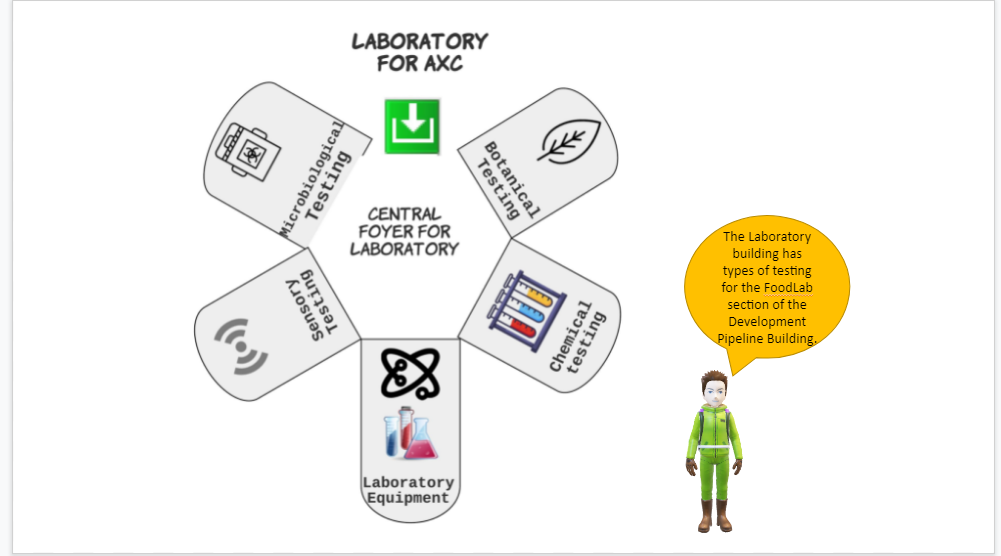 LABORATORY
FOR AXC
Microbiological
Testing
Botanical
Testing
CENTRAL
FOYER FOR
LABORATORY
Sensory
Testing
Chemical
testing
Laboratory
Equipment
The Laboratory
building has
types of testing
for the FoodLab
section of the
Development
Pipeline Building.